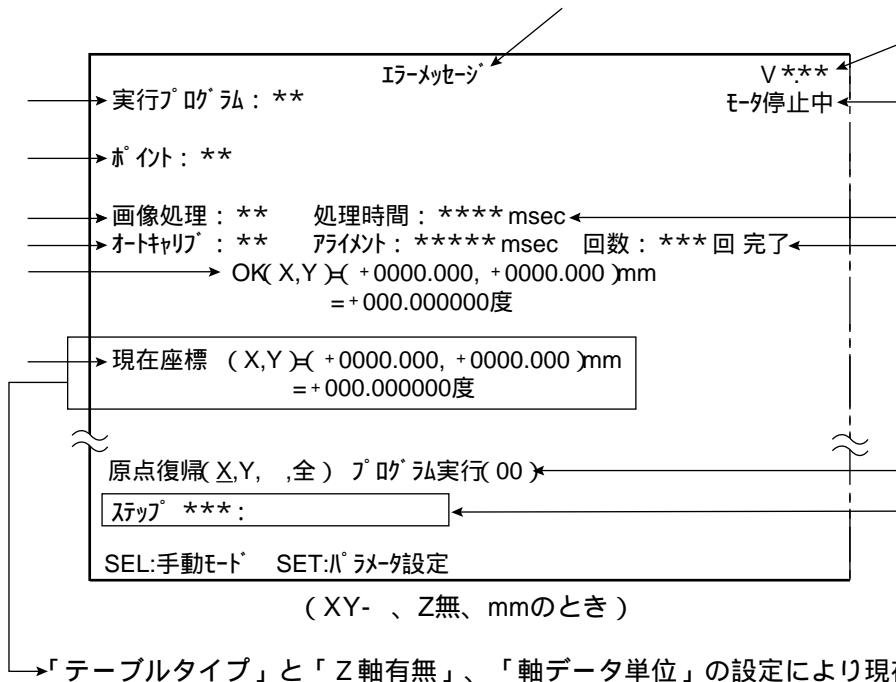 ｴﾗｰﾒｯｾｰｼﾞ
V *.**
実行ﾌﾟﾛｸﾞﾗﾑ : **
ﾓｰﾀ停止中
ﾎﾟｲﾝﾄ : **
画像処理 : ** 処理時間 : ****msec
ｵｰﾄｷｬﾘﾌﾞ : ** ｱﾗｲﾒﾝﾄ : *****msec 回数 : ***回 完了
OK( X,Y )=( +0000.000, +0000.000 )mm
=+000.000000度
現在座標 ( X,Y )=( +0000.000, +0000.000 )mm
=+000.000000度
原点復帰( X,Y, ,全 ) ﾌﾟﾛｸﾞﾗﾑ実行( 00 )
ｽﾃｯﾌﾟ ***:
SEL:手動ﾓｰﾄﾞ SET:ﾊﾟﾗﾒｰﾀ設定
( XY- 、Z無、mmのとき )
「テーブルタイプ」と「Z軸有無」、「軸データ単位」の設定により現